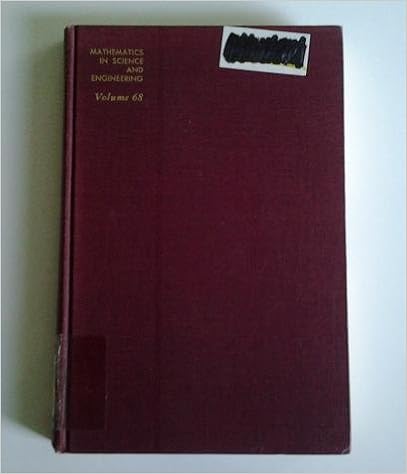 MATHEMATICS
IN SCIENCE
AND
ENGINEERING
Volume 68